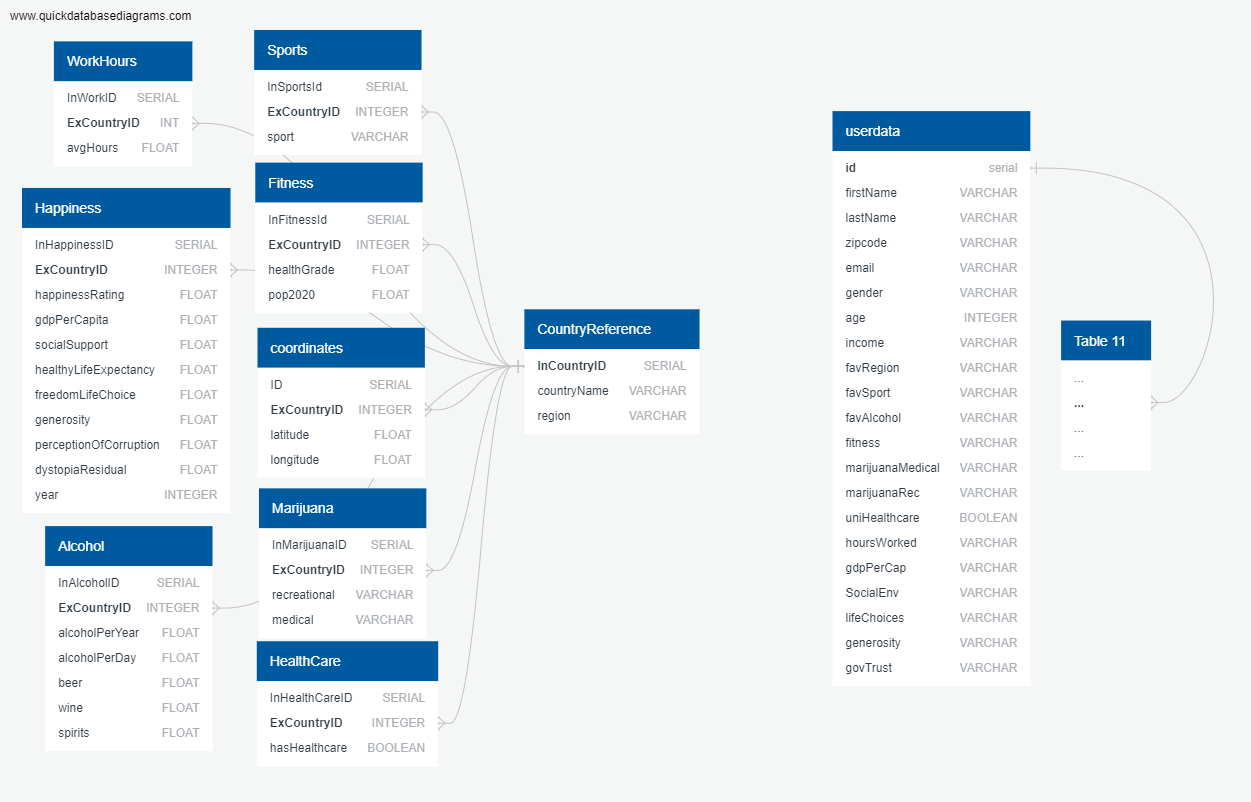 www.quickdatabasediagrams.com
WorkHours
InWorkID SERIAL
ExCountryID INT
avgHours FLOAT
Happiness
InHappinessID SERIAL
ExCountryID INTEGER
happinessRating FLOAT
gdpPerCapita FLOAT
socialSupport FLOAT
healthyLifeExpectancy FLOAT
freedomLifeChoice FLOAT
generosity FLOAT
perceptionOfCorruption FLOAT
dystopiaResidual FLOAT
year INTEGER
Alcohol
InAlcoholID SERIAL
ExCountryID INTEGER
alcoholPerYear FLOAT
alcoholPerDay FLOAT
beer FLOAT
wine FLOAT
spirits FLOAT
Sports
InSportsId SERIAL
ExCountryID INTEGER
sport VARCHAR
Fitness
InFitnessId SERIAL
ExCountryID INTEGER
healthGrade FLOAT
pop2020 FLOAT
coordinates
ID SERIAL
ExCountryID INTEGER
latitude FLOAT
longitude FLOAT
Marijuana
InMarijuanaID SERIAL
ExCountryID INTEGER
recreational VARCHAR
medical VARCHAR
HealthCare
InHealthCareID SERIAL
ExCountryID INTEGER
hasHealthcare BOOLEAN
CountryReference
InCountryID SERIAL
countryName VARCHAR
region VARCHAR
userdata
id serial
firstName VARCHAR
lastName VARCHAR
zipcode VARCHAR
email VARCHAR
gender VARCHAR
age INTEGER
income VARCHAR
favRegion VARCHAR
favSport VARCHAR
favAlcohol VARCHAR
fitness VARCHAR
marijuanaMedical VARCHAR
marijuanaRec VARCHAR
uniHealthcare BOOLEAN
hoursWorked VARCHAR
gdpPerCap VARCHAR
SocialEnv VARCHAR
lifeChoices VARCHAR
generosity VARCHAR
govTrust VARCHAR
Table 11
...
...
...
...